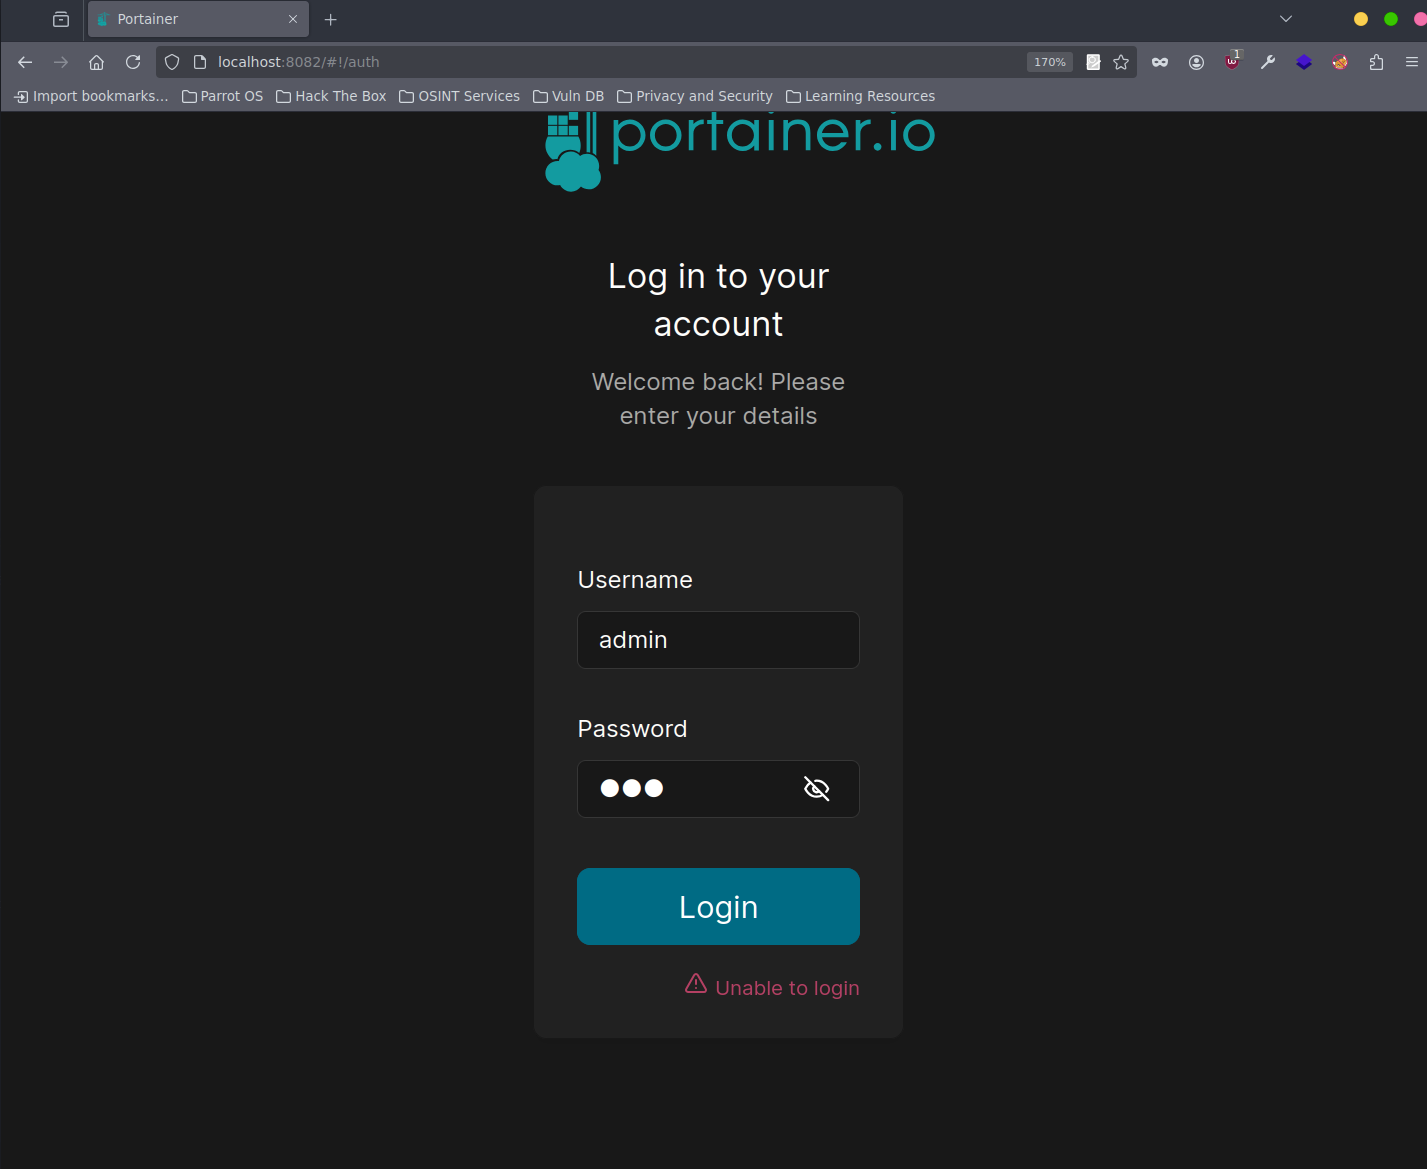 Portainer
localhost:8082/#!/auth
170%
1
Import bookmarks...
Parrot OS
Hack The Box
OSINT Services
Vuln DB
Privacy and Security
Learning Resources
portainer.io
Log in to your
account
Welcome back! Please
enter your details
Username
admin
Password
Login
Unable to login